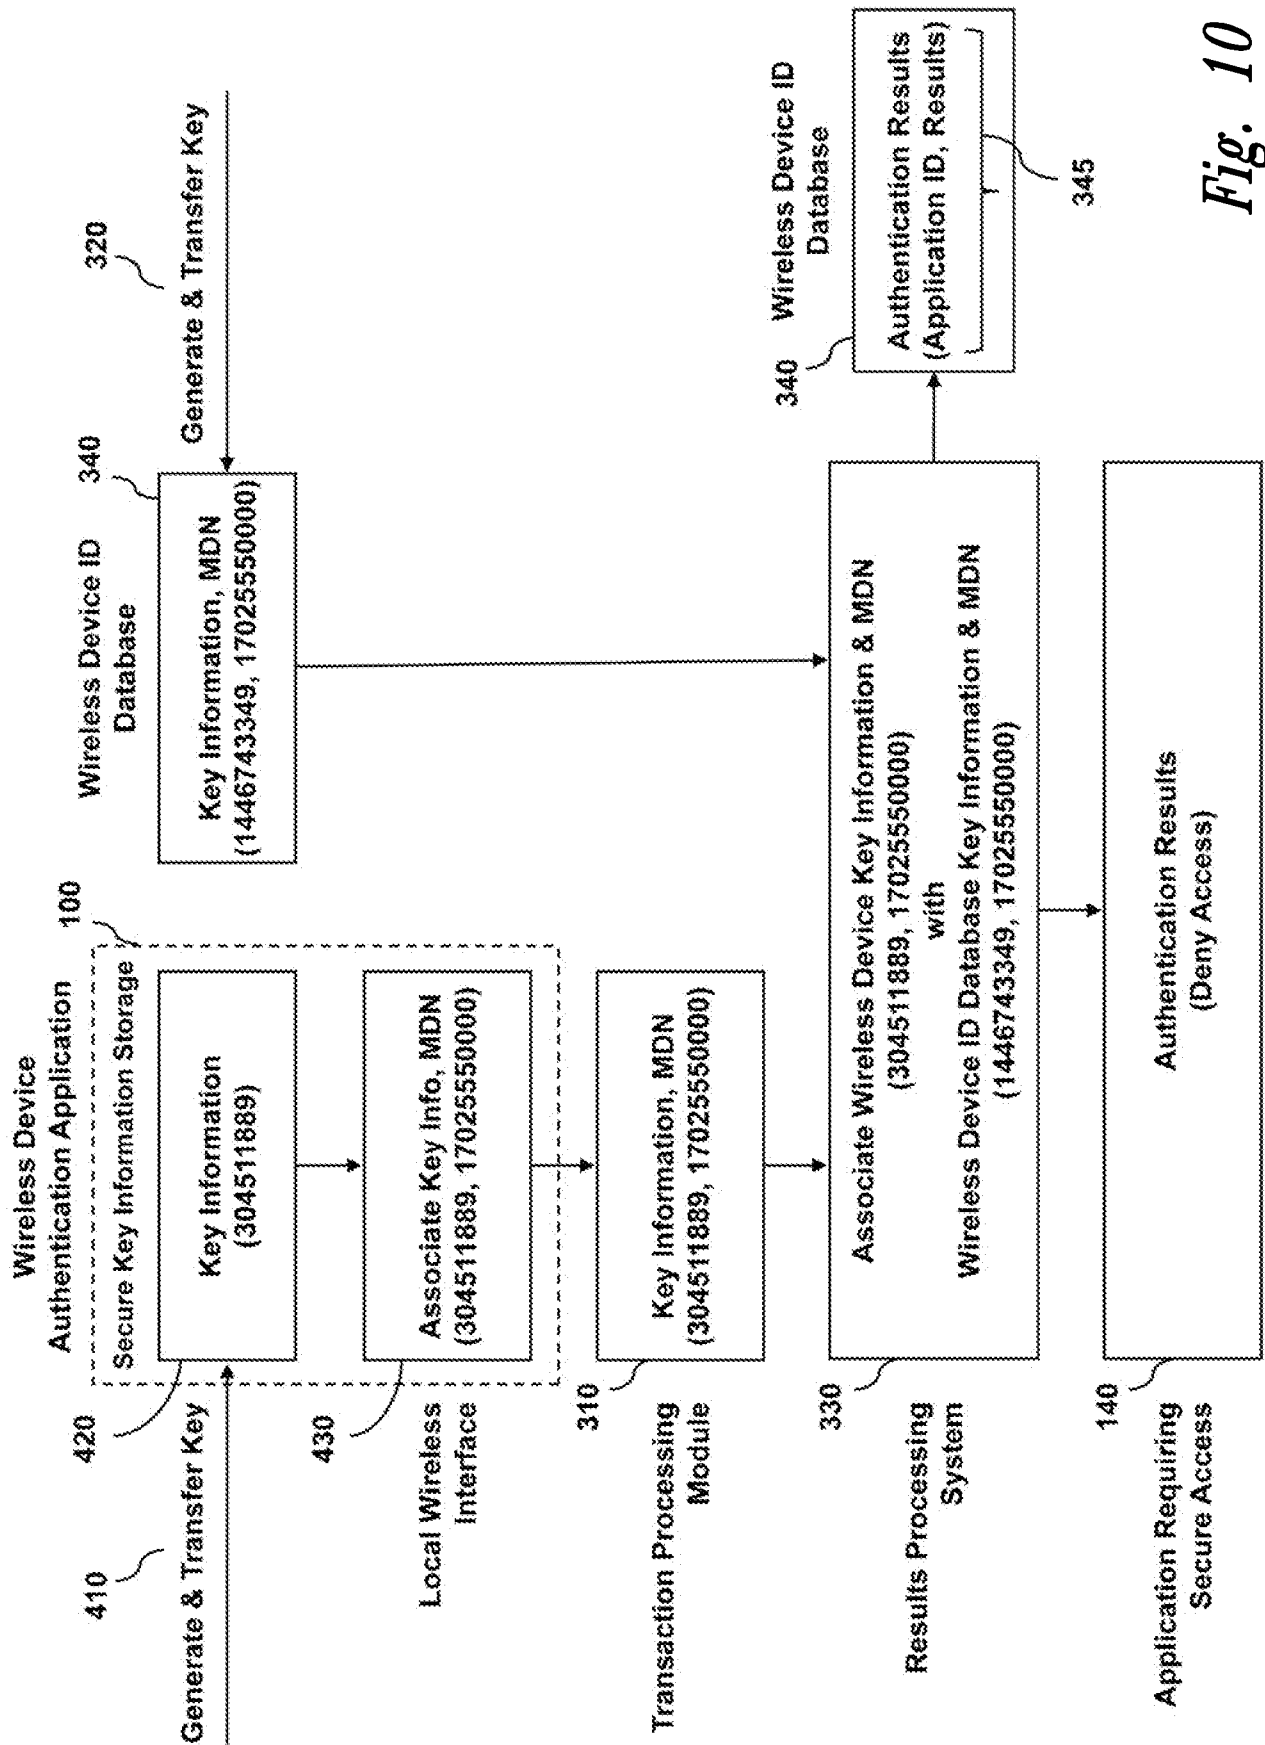 Wireless Device
Authentication Application
100
Secure Key Information Storage
410
Generate & Transfer Key
420
Key Information
(304511889)
Wireless Device ID
Database
340
Key Information, MDN
(1446743349, 17025550000)
320
Generate & Transfer Key
Local Wireless
Interface
430
Associate Key Info, MDN
(304511889, 17025550000)
Transaction Processing
Module
310
Key Information, MDN
(304511889, 17025550000)
Results Processing
System
330
Associate Wireless Device Key Information & MDN
(304511889, 17025550000)
with
Wireless Device ID Database Key Information & MDN
(1446743349, 17025550000)
Wireless Device ID
Database
340
Authentication Results
(Application ID, Results)
345
Application Requiring
Secure Access
140
Authentication Results
(Deny Access)
Fig. 10